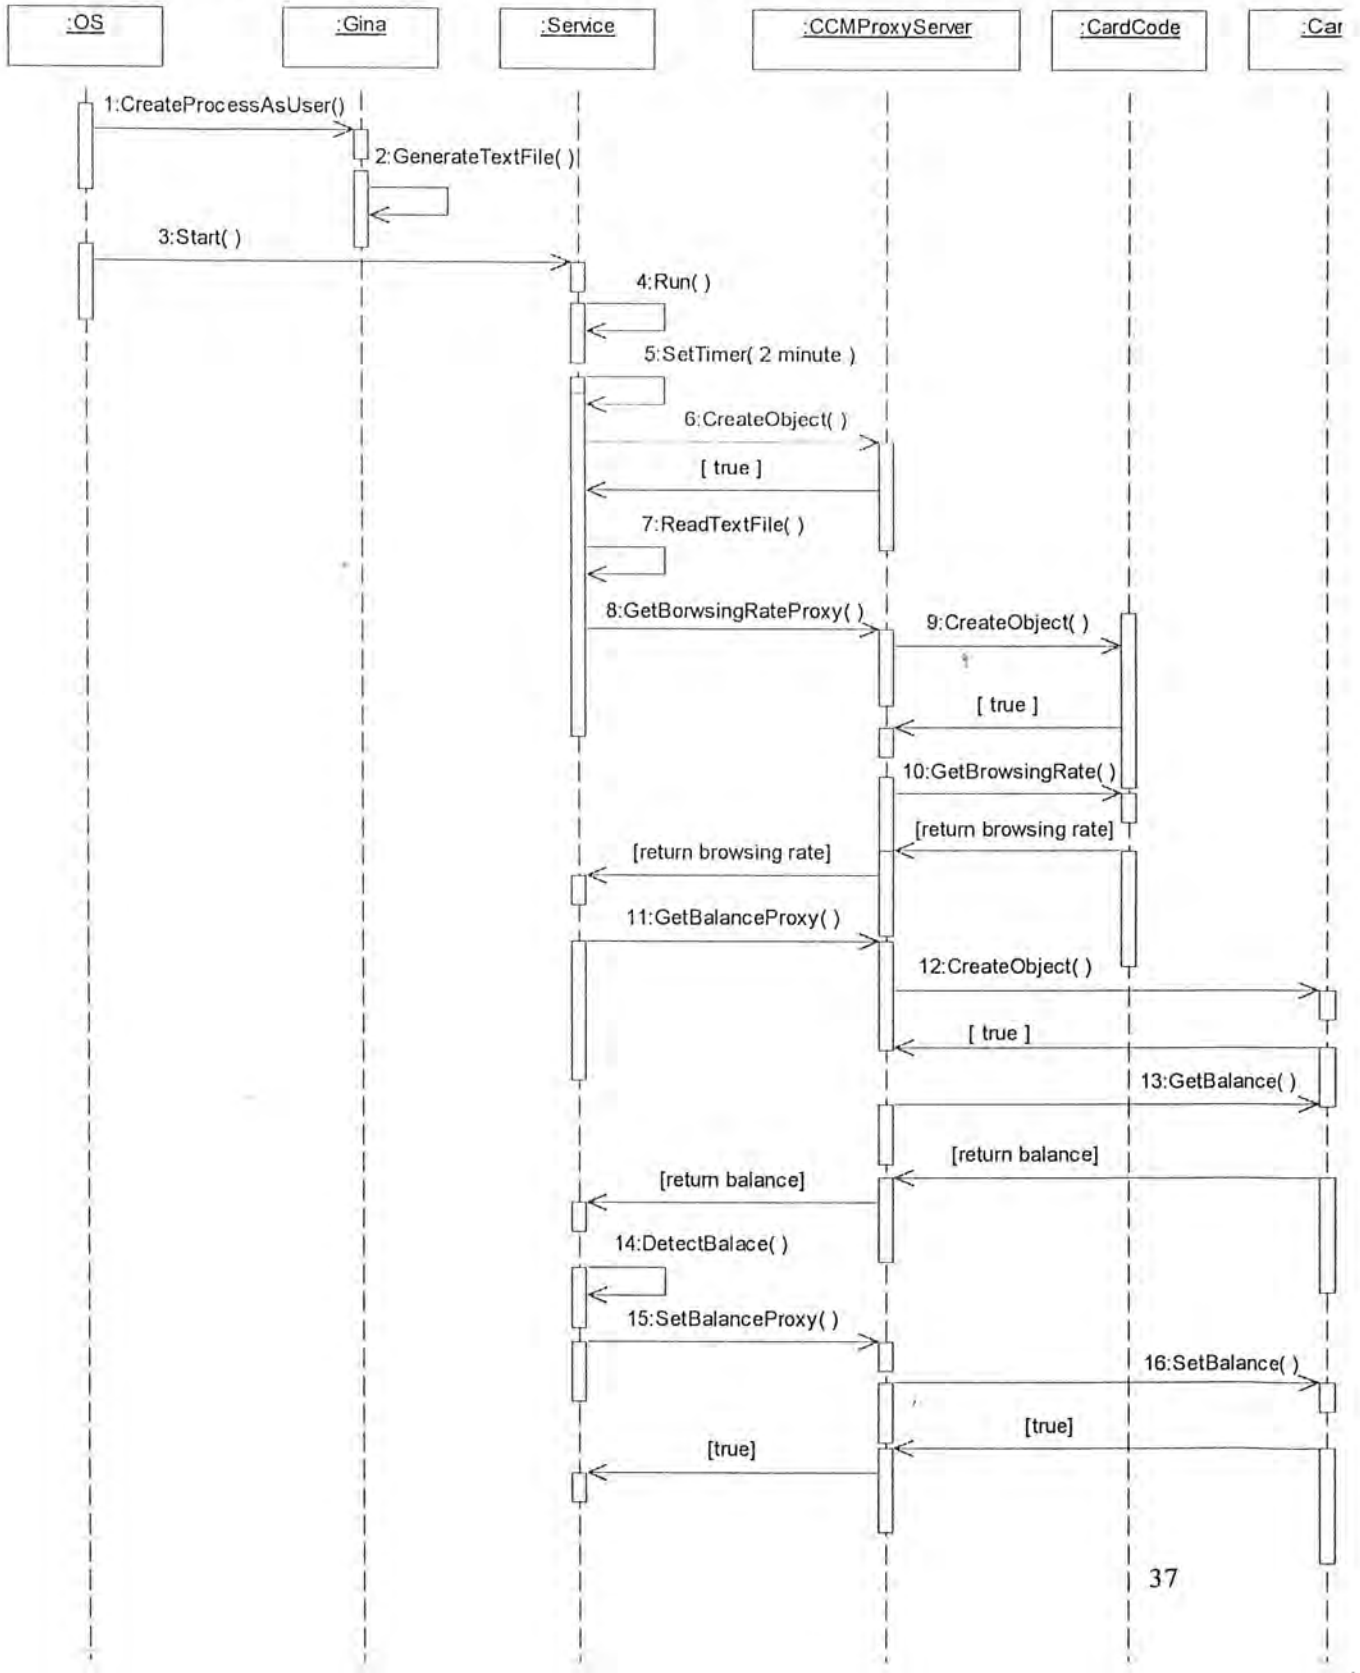 :OS
:Gina
:Service
:CCMProxyServer
:CardCode
:Car
1:CreateProcessAsUser()
2:GenerateTextFile( )
3:Start( )
4:Run( )
5:SetTimer( 2 minute )
6:CreateObject( )
[ true ]
7:ReadTextFile( )
8:GetBorwsingRateProxy( )
9:CreateObject( )
[ true ]
10:GetBrowsingRate( )
[return browsing rate]
[return browsing rate]
11:GetBalanceProxy( )
12:CreateObject( )
[ true ]
13:GetBalance( )
[return balance]
[return balance]
14:DetectBalace( )
15:SetBalanceProxy( )
16:SetBalance( )
[true]
[true]
37